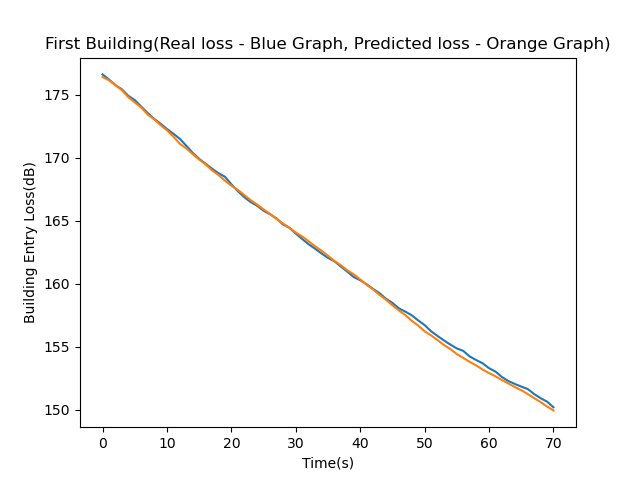 First Building(Real loss - Blue Graph, Predicted loss - Orange Graph)
Building Entry Loss(dB)
175
170
165
160
155
150
0 10 20 30 40 50 60 70
Time(s)